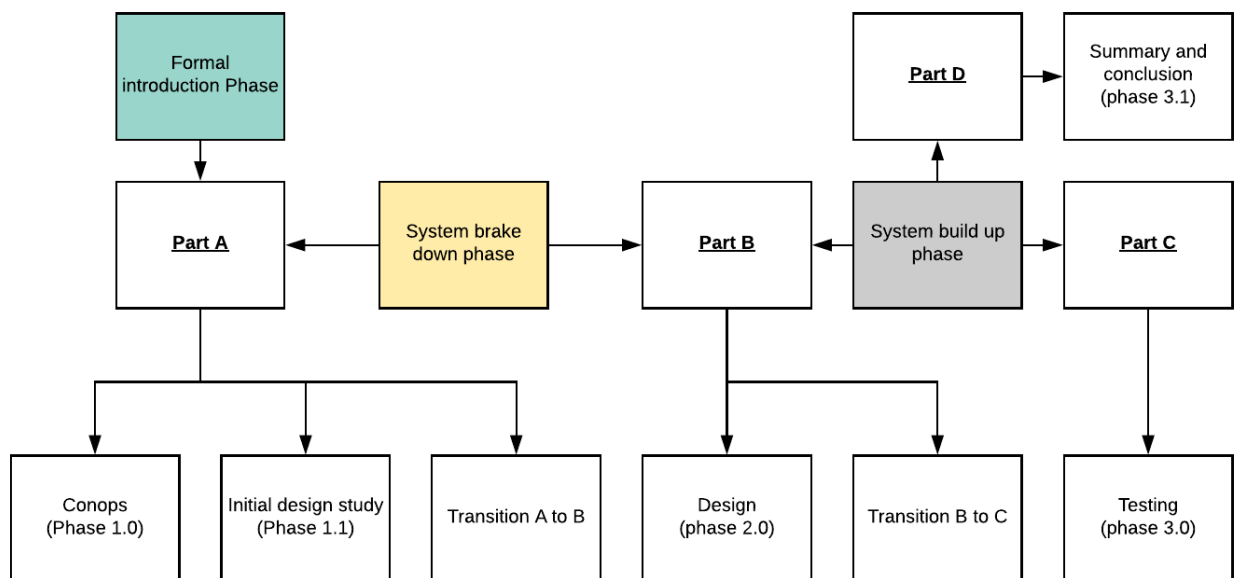 Formal
introduction Phase
Part D
Summary and
conclusion
(phase 3.1)
Part A
System brake
down phase
Part B
System build up
phase
Part C
Conops
(Phase 1.0)
Initial design study
(Phase 1.1)
Transition A to B
Design
(phase 2.0)
Transition B to C
Testing
(phase 3.0)